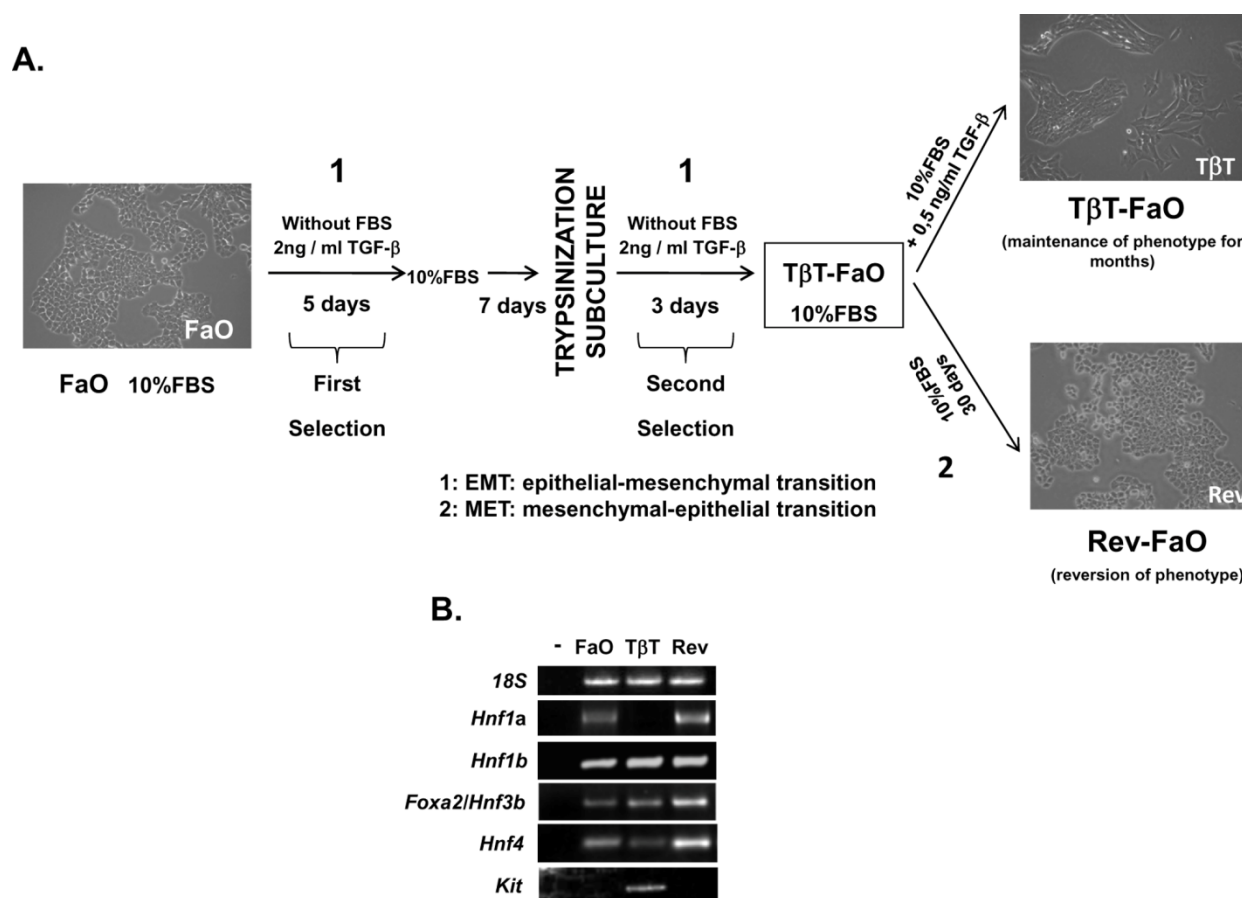 A.
1
Without FBS
2ng / ml TGF-β
5 days
First
Selection
FaO
FaO 10%FBS
10%FBS
7 days
TRYPSINIZATION
SUBCULTURE
1
Without FBS
2ng / ml TGF-β
3 days
Second
Selection
TβT-FaO
10%FBS
10%FBS
+ 0,5 ng/ml TGF-β
TβT
TβT-FaO
(maintenance of phenotype for
months)
10%FBS
30 days
2
Rev
Rev-FaO
(reversion of phenotype)
1: EMT: epithelial-mesenchymal transition
2: MET: mesenchymal-epithelial transition
B.
- FaO TβT Rev
18S
Hnf1a
Hnf1b
Foxa2/Hnf3b
Hnf4
Kit